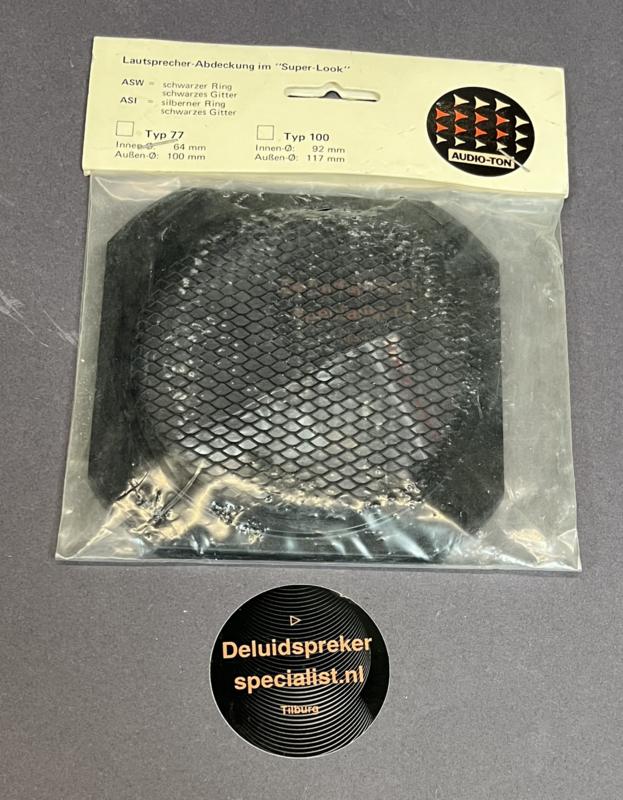 Lautsprecher-Abdeckung im "Super-Look"
ASW = schwarzer Ring
schwarzes Gitter
ASI = silberner Ring
schwarzes Gitter
Typ 77
Innen-Ø: 64 mm
Außen-Ø: 100 mm
Typ 100
Innen-Ø: 92 mm
Außen-Ø: 117 mm
AUDIO-TON
Deluidspreker
specialist.nl
Tilburg